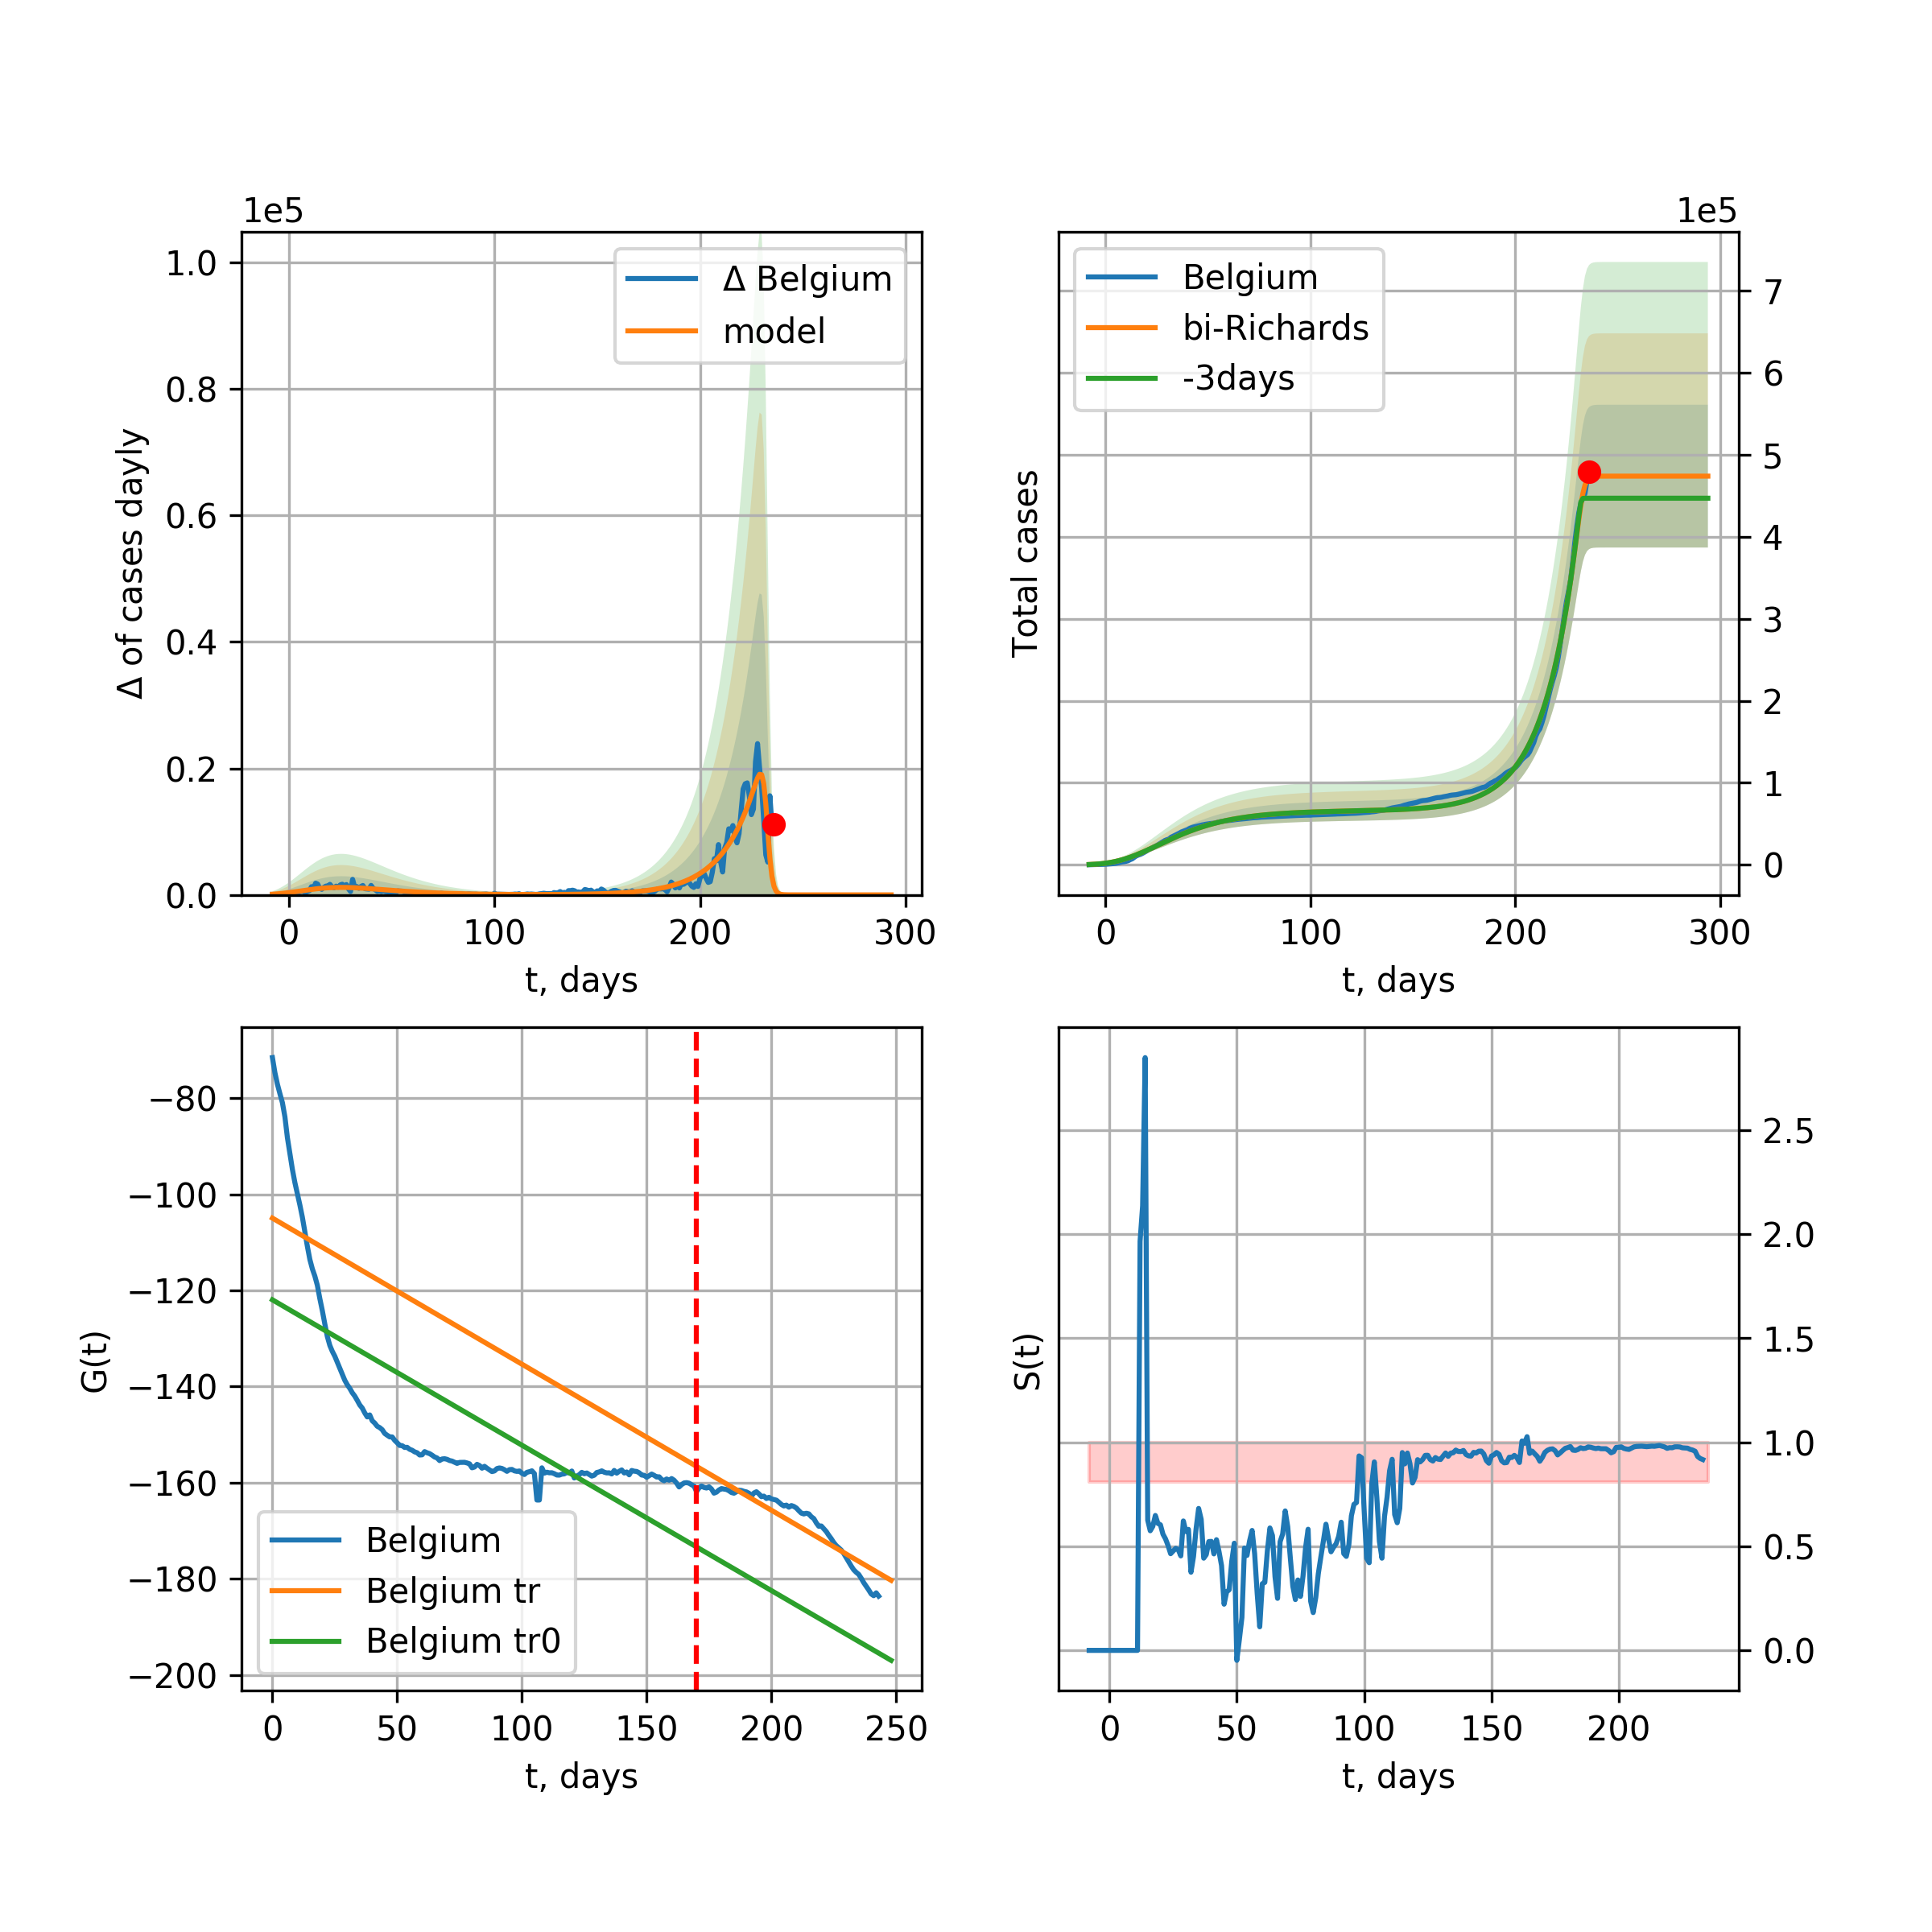 1e5
Δ of cases dayly
1.0
0.8
0.6
0.4
0.2
0.0
Δ Belgium
model
0 100 200 300
t, days
1e5
Total cases
Belgium
bi-Richards
-3days
7
6
5
4
3
2
1
0
0 100 200 300
t, days
G(t)
−80
−100
−120
−140
−160
−180
−200
Belgium
Belgium tr
Belgium tr0
0 50 100 150 200 250
t, days
S(t)
2.5
2.0
1.5
1.0
0.5
0.0
0 50 100 150 200
t, days